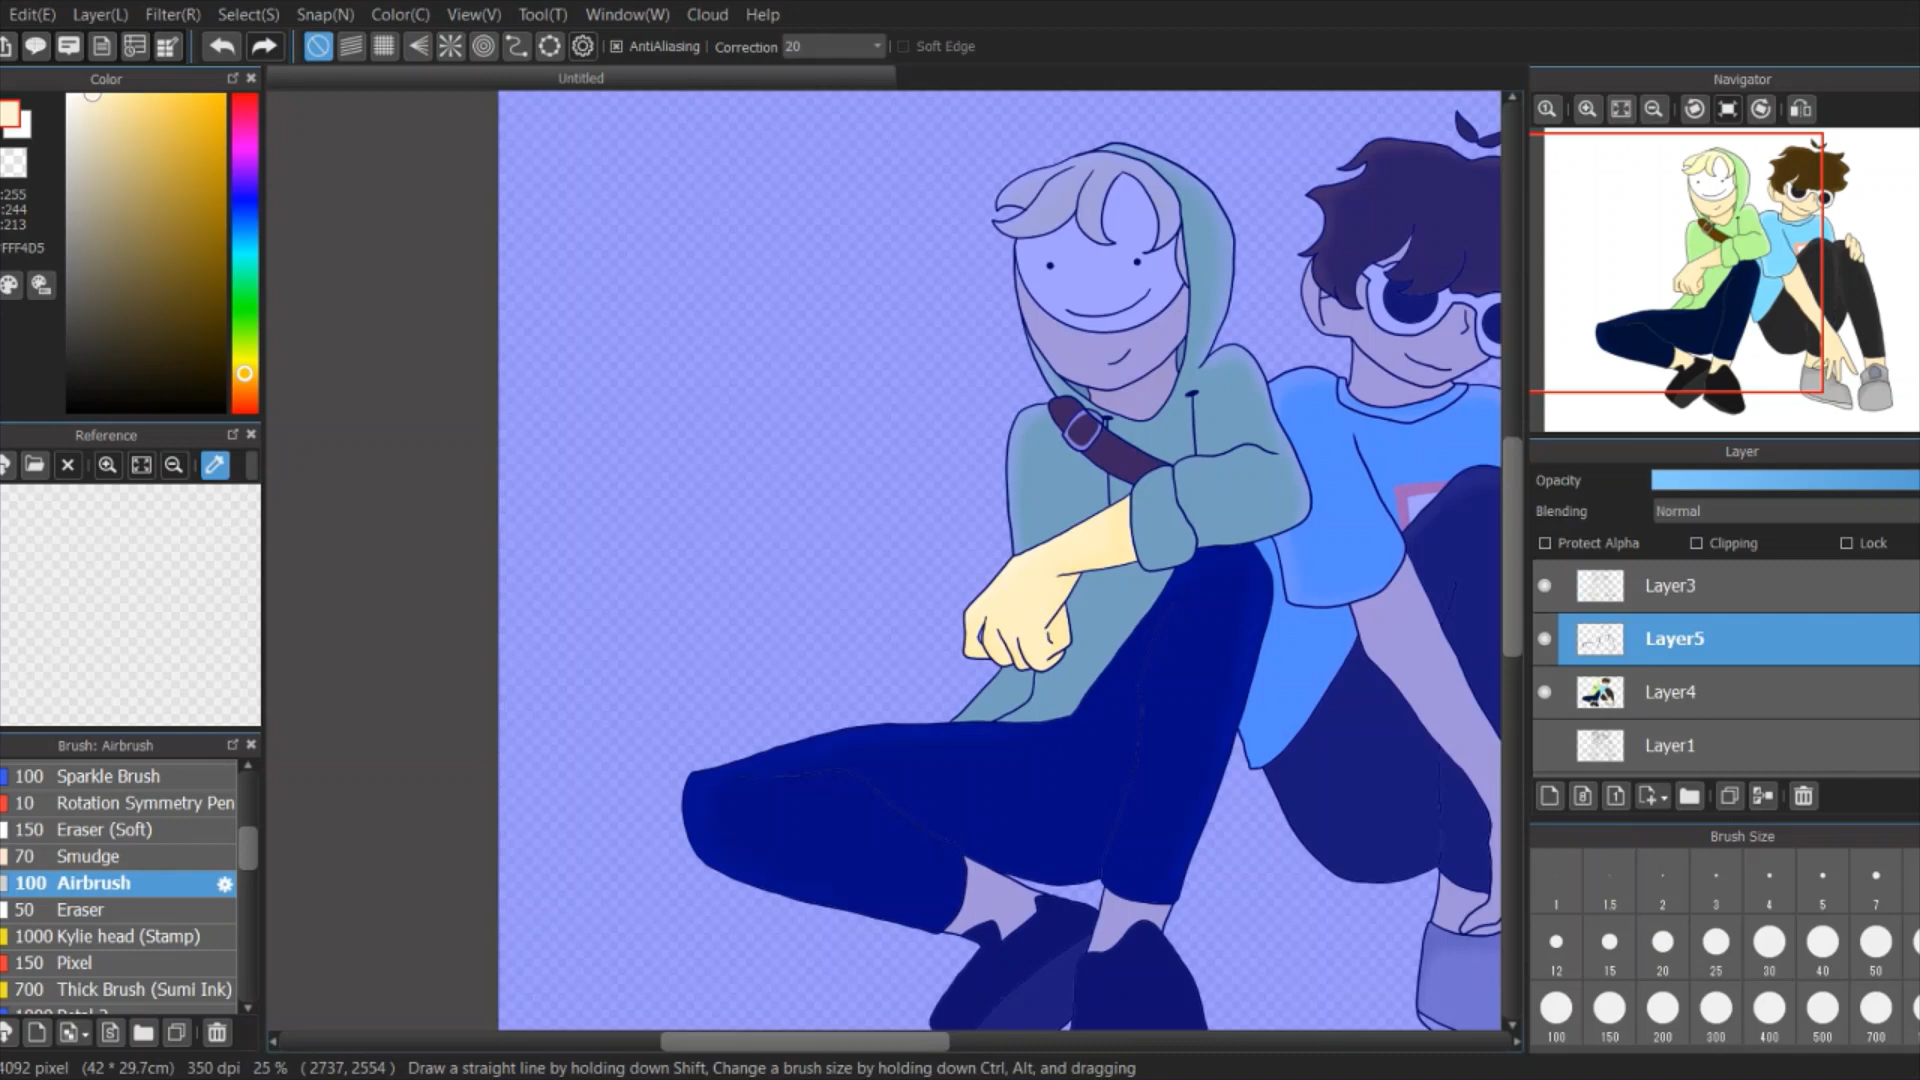 Edit(E) Layer(L) Filter(R) Select(S) Snap(N) Color(C) View(V) Tool(T) Window(W) Cloud Help
AntiAliasing Correction 20 Soft Edge
Color
Untitled
Navigator
:255
:244
:213
FFF4D5
Reference
Layer
Opacity
Blending Normal
Protect Alpha Clipping Lock
Layer3
Layer5
Layer4
Layer1
Brush: Airbrush
100 Sparkle Brush
10 Rotation Symmetry Pen
150 Eraser (Soft)
70 Smudge
100 Airbrush
50 Eraser
1000 Kylie head (Stamp)
150 Pixel
700 Thick Brush (Sumi Ink)
Brush Size
1 1.5 2 3 4 5 7
12 15 20 25 30 40 50
100 150 200 300 400 500 700
4092 pixel (42 * 29.7cm) 350 dpi 25 % ( 2737, 2554 ) Draw a straight line by holding down Shift, Change a brush size by holding down Ctrl, Alt, and dragging